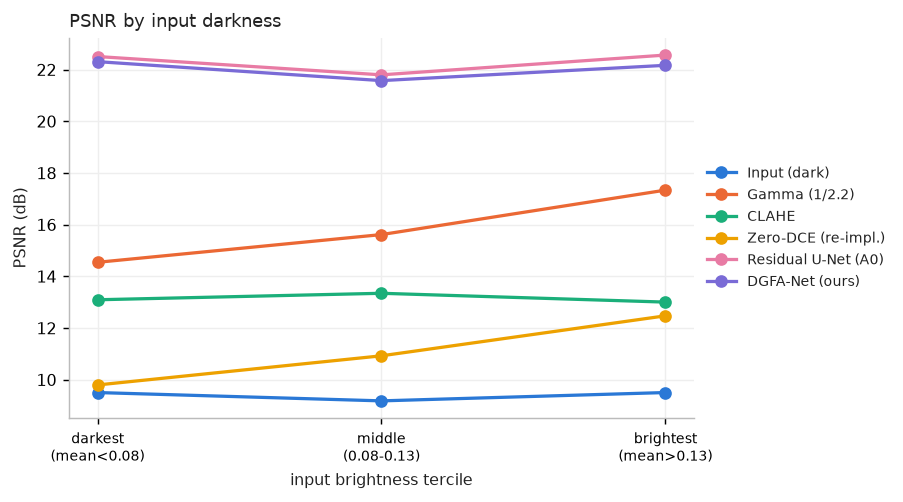 PSNR by input darkness
PSNR (dB)
22
20
18
16
14
12
10
darkest
(mean<0.08)
middle
(0.08-0.13)
brightest
(mean>0.13)
input brightness tercile
Input (dark)
Gamma (1/2.2)
CLAHE
Zero-DCE (re-impl.)
Residual U-Net (A0)
DGFA-Net (ours)